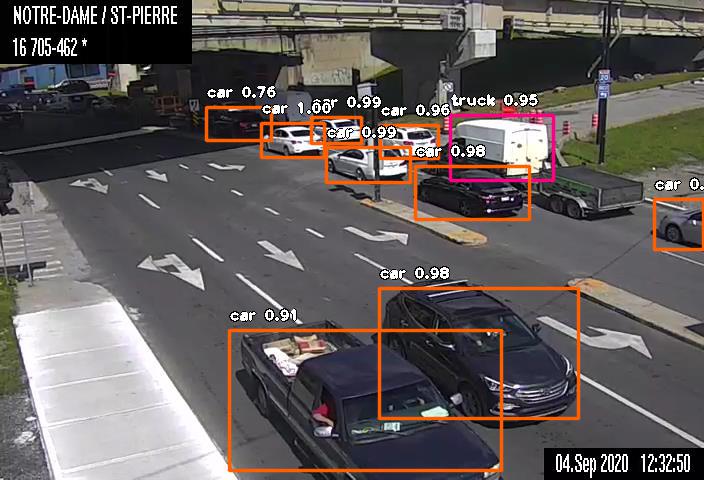 NOTRE-DAME / ST-PIERRE
16 705-462 *
car 0.76
car 1.00
car 0.99
car 0.96
truck 0.95
car 0.99
car 0.98
car 0.
car 0.98
car 0.91
04.Sep 2020 12:32:50